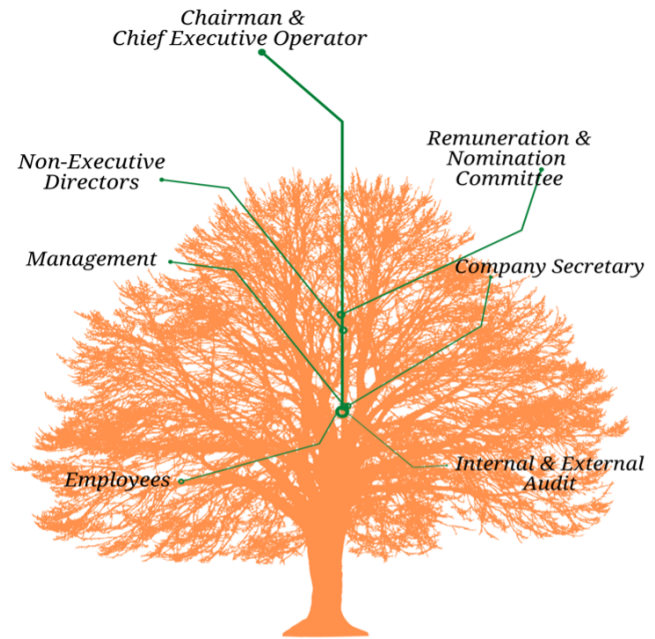 Chairman &
Chief Executive Operator
Remuneration &
Nomination
Committee
Non-Executive
Directors
Management
Company Secretary
Employees
Internal & External
Audit